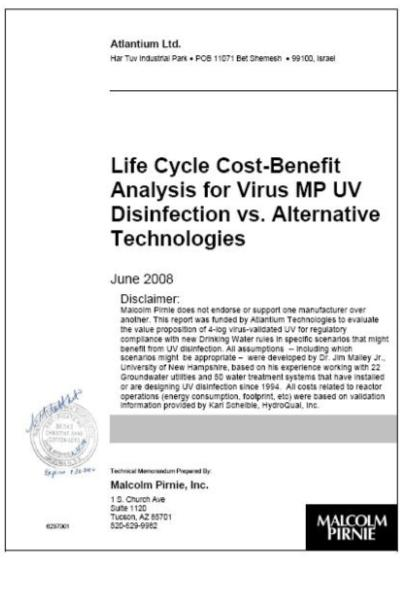 Atlantium Ltd.
Har Tuv Industrial Park • POB 11071 Bet Shemesh • 99100, Israel
Life Cycle Cost-Benefit
Analysis for Virus MP UV
Disinfection vs. Alternative
Technologies
June 2008
Disclaimer:
Malcolm Pirnie does not endorse or support one manufacturer over
another. This report was funded by Atlantium Technologies to evaluate
the value proposition of 4-log virus-validated UV for regulatory
compliance with new Drinking Water rules in specific scenarios that might
benefit from UV disinfection. All assumptions – including which
scenarios might be appropriate – were developed by Dr. Jim Malley Jr.,
University of New Hampshire, based on his experience working with 22
Groundwater utilities and 50 water treatment systems that have installed
or are designing UV disinfection since 1994. All costs related to reactor
operations (energy consumption, footprint, etc) were based on validation
information provided by Karl Scheible, HydroQual, Inc.
Technical Memorandum Prepared By:
Malcolm Pirnie, Inc.
1 S. Church Ave
Suite 1120
Tucson, AZ 85701
520-629-9982
6297001
MALCOLM
PIRNIE